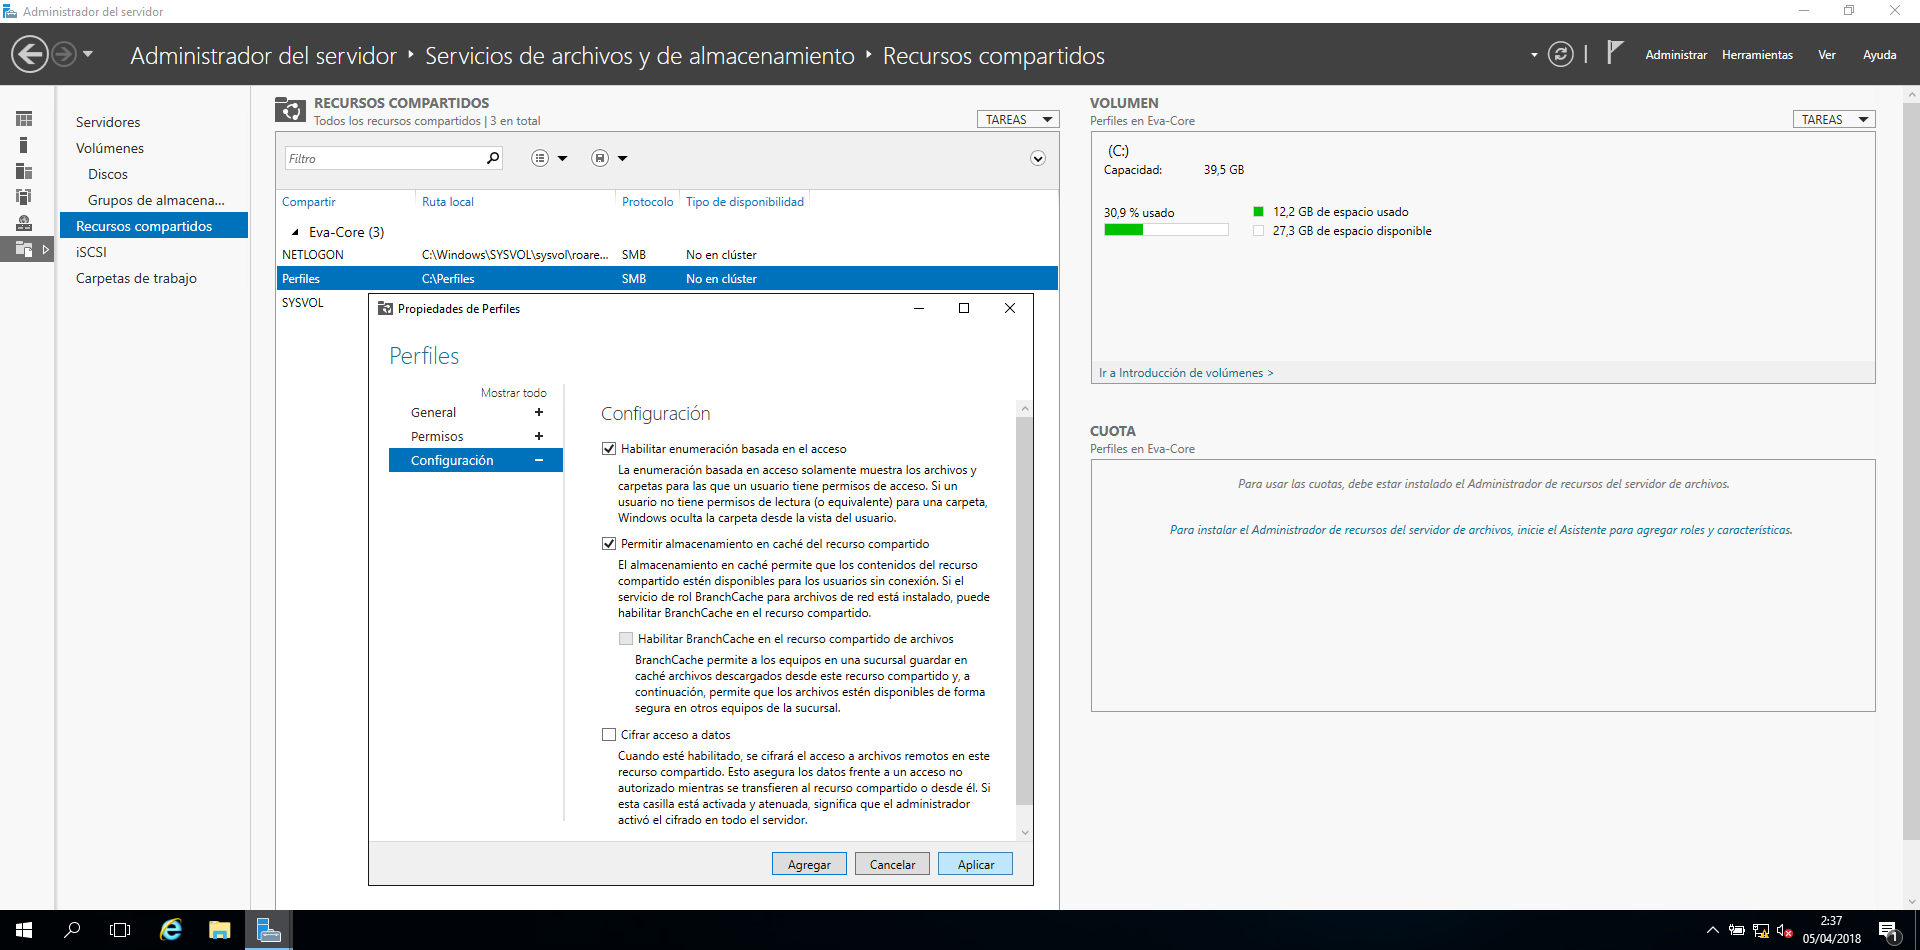 Administrador del servidor
Administrador del servidor ‣ Servicios de archivos y de almacenamiento ‣ Recursos compartidos
Administrar Herramientas Ver Ayuda
Servidores
Volúmenes
Discos
Grupos de almacena...
Recursos compartidos
iSCSI
Carpetas de trabajo
RECURSOS COMPARTIDOS
Todos los recursos compartidos | 3 en total
TAREAS
Filtro
Compartir Ruta local Protocolo Tipo de disponibilidad
Eva-Core (3)
NETLOGON C:\Windows\SYSVOL\sysvol\roare... SMB No en clúster
Perfiles C:\Perfiles SMB No en clúster
SYSVOL
Propiedades de Perfiles
Perfiles
Mostrar todo
General +
Permisos +
Configuración −
Configuración
Habilitar enumeración basada en el acceso
La enumeración basada en acceso solamente muestra los archivos y
carpetas para las que un usuario tiene permisos de acceso. Si un
usuario no tiene permisos de lectura (o equivalente) para una carpeta,
Windows oculta la carpeta desde la vista del usuario.
Permitir almacenamiento en caché del recurso compartido
El almacenamiento en caché permite que los contenidos del recurso
compartido estén disponibles para los usuarios sin conexión. Si el
servicio de rol BranchCache para archivos de red está instalado, puede
habilitar BranchCache en el recurso compartido.
Habilitar BranchCache en el recurso compartido de archivos
BranchCache permite a los equipos en una sucursal guardar en
caché archivos descargados desde este recurso compartido y, a
continuación, permite que los archivos estén disponibles de forma
segura en otros equipos de la sucursal.
Cifrar acceso a datos
Cuando esté habilitado, se cifrará el acceso a archivos remotos en este
recurso compartido. Esto asegura los datos frente a un acceso no
autorizado mientras se transfieren al recurso compartido o desde él. Si
esta casilla está activada y atenuada, significa que el administrador
activó el cifrado en todo el servidor.
Agregar Cancelar Aplicar
VOLUMEN
Perfiles en Eva-Core
TAREAS
(C:)
Capacidad: 39,5 GB
30,9 % usado
12,2 GB de espacio usado
27,3 GB de espacio disponible
Ir a Introducción de volúmenes >
CUOTA
Perfiles en Eva-Core
Para usar las cuotas, debe estar instalado el Administrador de recursos del servidor de archivos.
Para instalar el Administrador de recursos del servidor de archivos, inicie el Asistente para agregar roles y características.
2:37
05/04/2018
1